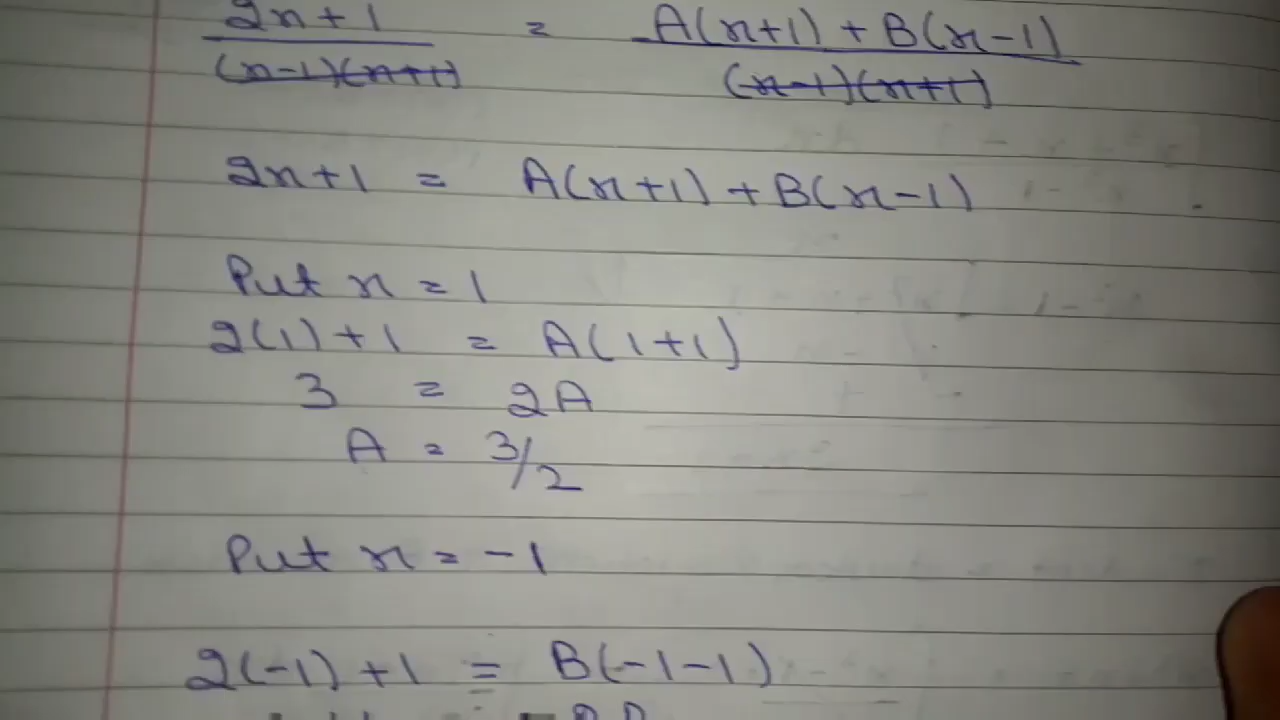 2x+1 = A(x+1) + B(x-1)
(x-1)(x+1) (x-1)(x+1)
2x+1 = A(x+1) + B(x-1)
Put x = 1
2(1) + 1 = A(1+1)
3 = 2A
A = 3/2
Put x = -1
2(-1) + 1 = B(-1-1)